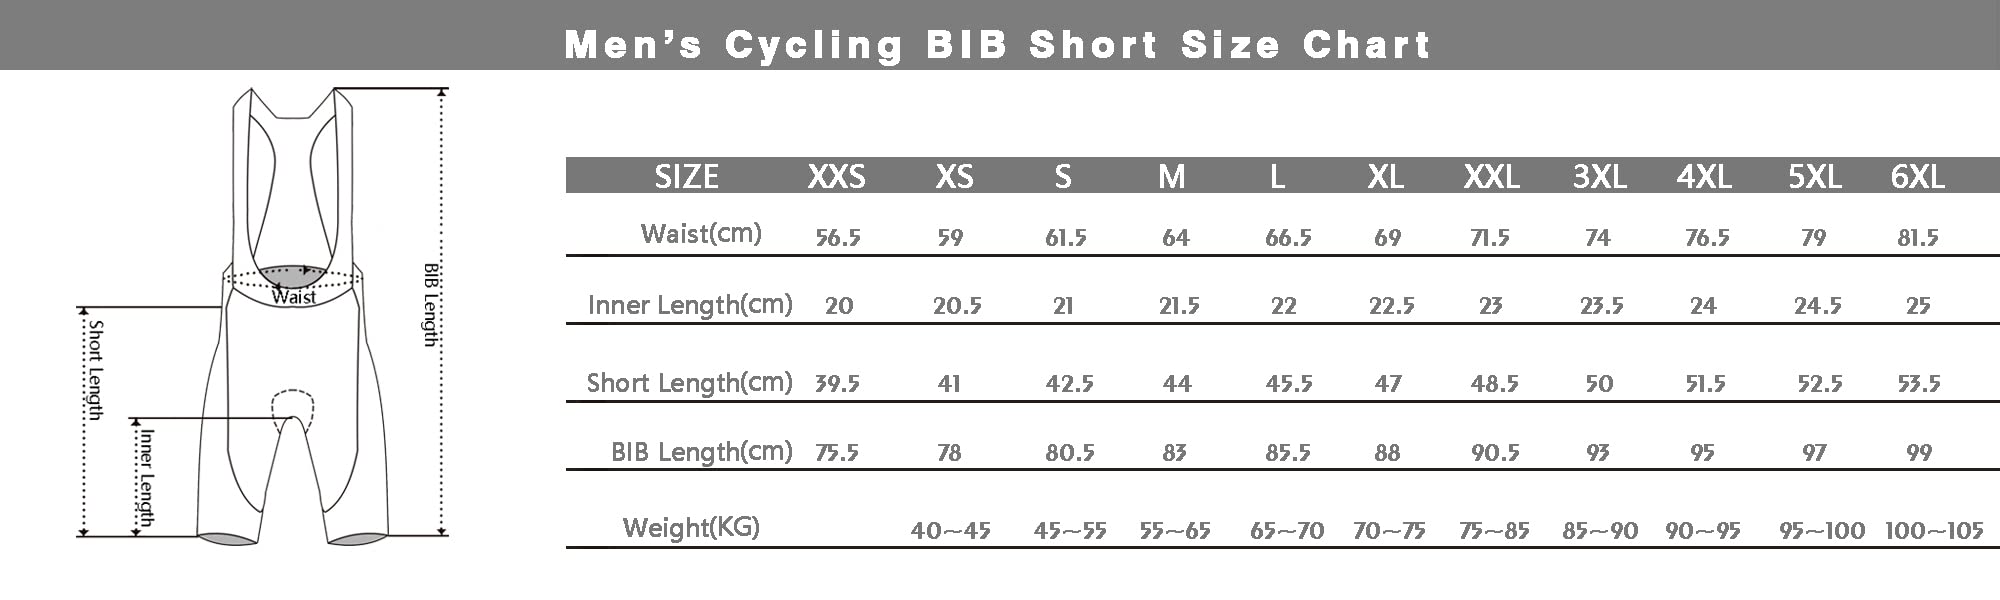 Men's Cycling BIB Short Size Chart
SIZE XXS XS S M L XL XXL 3XL 4XL 5XL 6XL
Waist(cm) 56.5 59 61.5 64 66.5 69 71.5 74 76.5 79 81.5
Inner Length(cm) 20 20.5 21 21.5 22 22.5 23 23.5 24 24.5 25
Short Length(cm) 39.5 41 42.5 44 45.5 47 48.5 50 51.5 52.5 53.5
BIB Length(cm) 75.5 78 80.5 83 85.5 88 90.5 93 95 97 99
Weight(KG) 40~45 45~55 55~65 65~70 70~75 75~85 85~90 90~95 95~100 100~105
Waist
BIB Length
Short Length
Inner Length